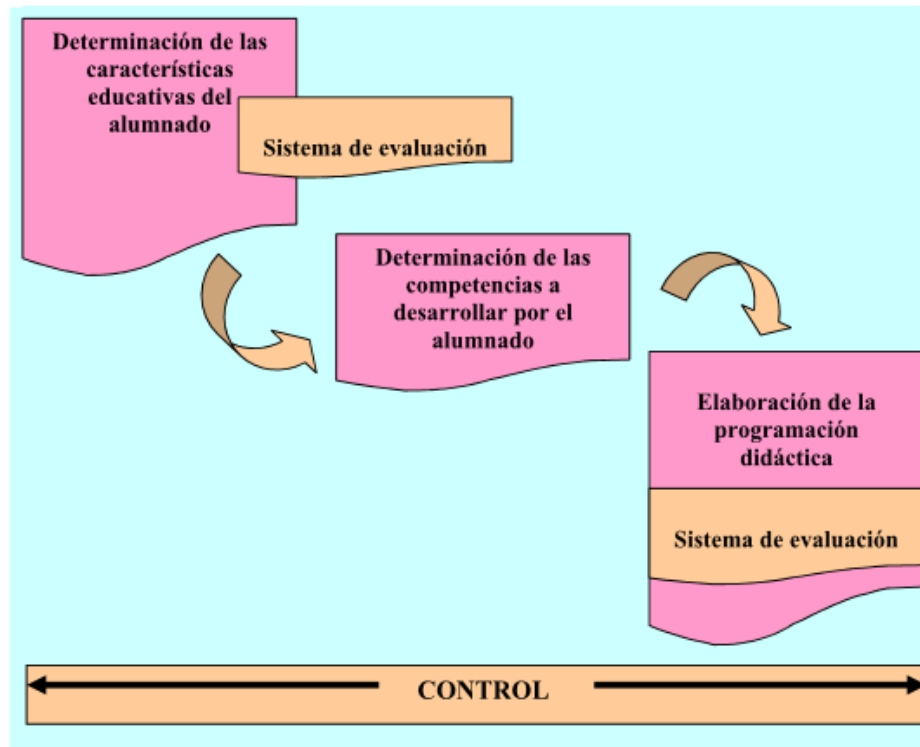 Determinación de las
característicås
educativas del
alumnado
Sistema de evaluación
Determinación de las
competencias a
desarrollar por el
alumnado
Elaboración de la
programación
didáctica
Sistema de evaluación
CONTROL